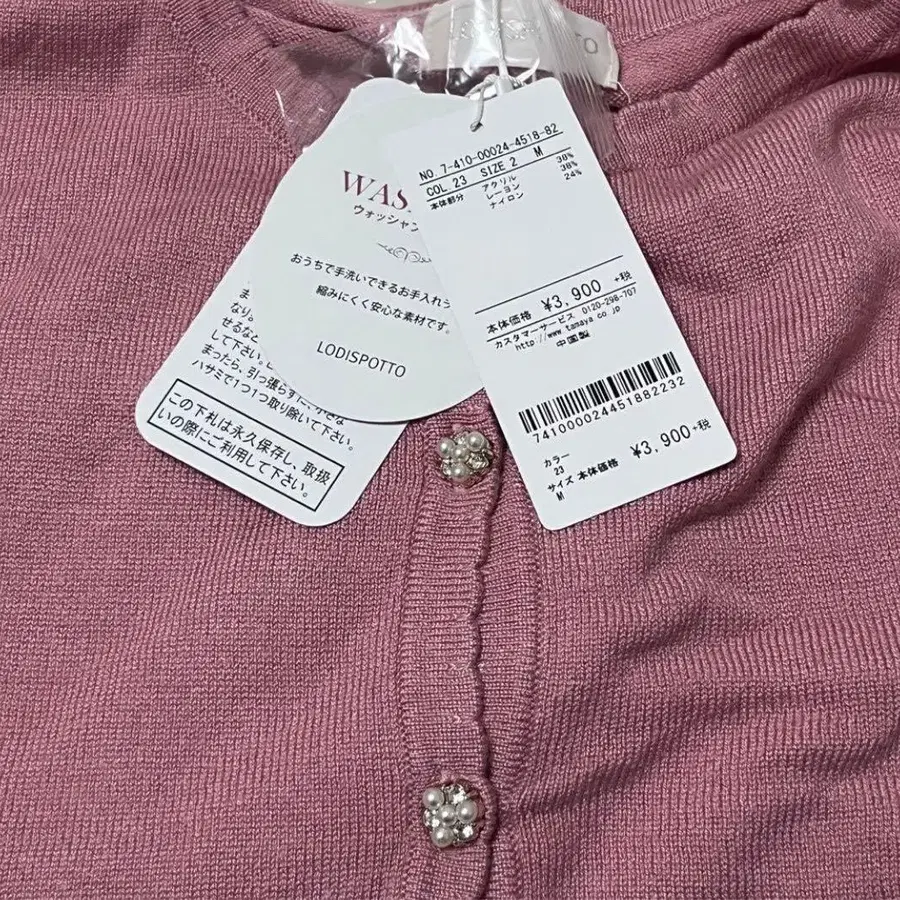 OTTO
WAS
ウォッシャ
おうちで手洗いできるお手入れ
縮みにくく安心な素材です。
LODISPOTTO
NO.7-410-00024-4518-82
COL.23 SIZE 2 M
本体部分 アクリル 38%
レーヨン 38%
ナイロン 24%
本体価格 ¥3,900 +税
カスタマーサービス 0120-298-707
http://www.tamaya.co.jp
中国製
741000024451882232
カラー
23
サイズ 本体価格 ¥3,900+税
M
ま
なり
きるな
して下さい。
まったら、引っ張らずに、小さな
ハサミで1つ1つ取り除いて下さい。
この下札は永久保存し、取扱
いの際にご利用して下さい。